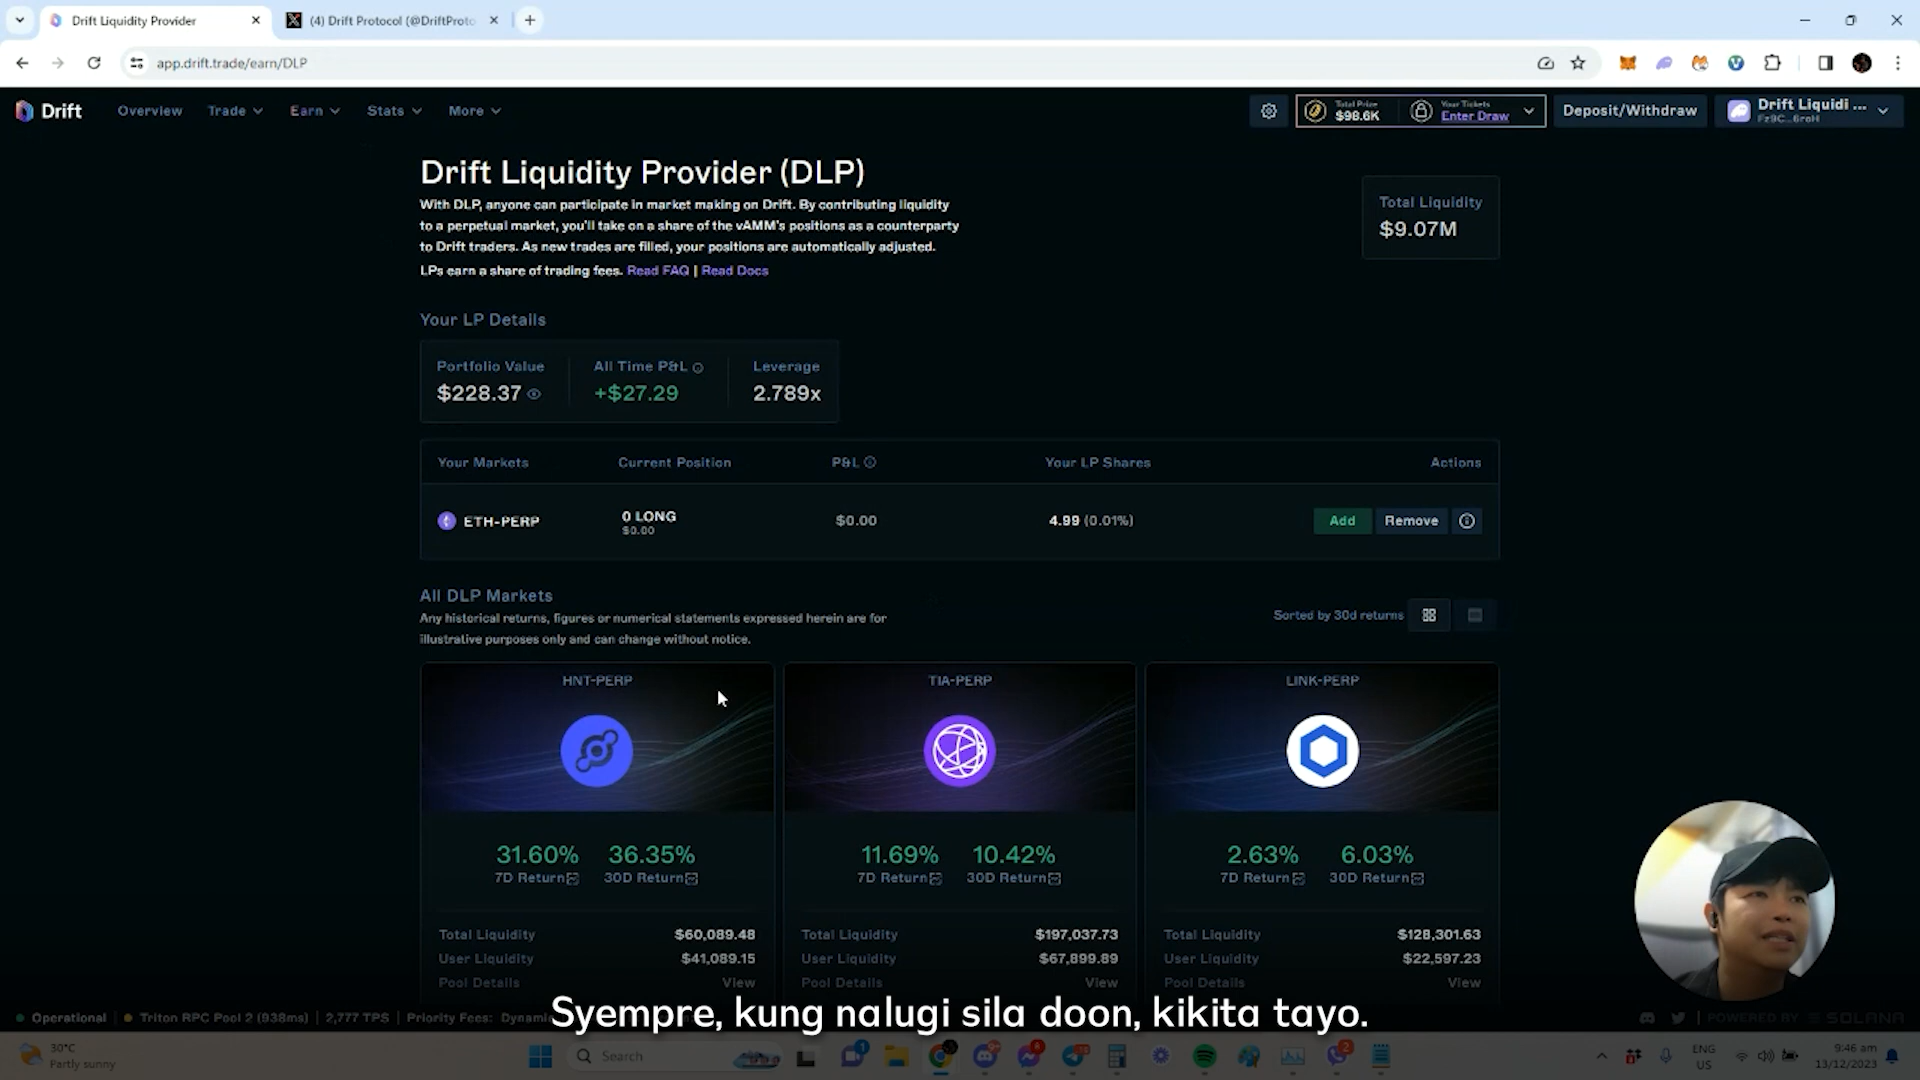 Drift Liquidity Provider
(4) Drift Protocol (@DriftProto
app.drift.trade/earn/DLP
Drift
Overview
Trade
Earn
Stats
More
Total Prize
$98.6K
Your Tickets
Enter Draw
Deposit/Withdraw
Drift Liquidi ...
Drift Liquidity Provider (DLP)
With DLP, anyone can participate in market making on Drift. By contributing liquidity
to a perpetual market, you'll take on a share of the vAMM's positions as a counterparty
to Drift traders. As new trades are filled, your positions are automatically adjusted.
LPs earn a share of trading fees. Read FAQ | Read Docs
Total Liquidity
$9.07M
Your LP Details
Portfolio Value
$228.37
All Time P&L
+$27.29
Leverage
2.789x
Your Markets
Current Position
P&L
Your LP Shares
Actions
ETH-PERP
0 LONG
$0.00
$0.00
4.99 (0.01%)
Add
Remove
All DLP Markets
Any historical returns, figures or numerical statements expressed herein are for
illustrative purposes only and can change without notice.
Sorted by 30d returns
HNT-PERP
31.60%
36.35%
7D Return
30D Return
Total Liquidity
$60,089.48
User Liquidity
$41,089.15
Pool Details
View
TIA-PERP
11.69%
10.42%
7D Return
30D Return
Total Liquidity
$197,037.73
User Liquidity
$67,899.89
Pool Details
View
LINK-PERP
2.63%
6.03%
7D Return
30D Return
Total Liquidity
$128,301.63
User Liquidity
$22,597.23
Pool Details
View
Syempre, kung nalugi sila doon, kikita tayo.
Operational
Triton RPC Pool 2 (938ms) | 2,777 TPS | Priority Fees:
POWERED BY SOLANA
30°C
Partly sunny
Search
ENG
US
9:46 am
13/12/2023